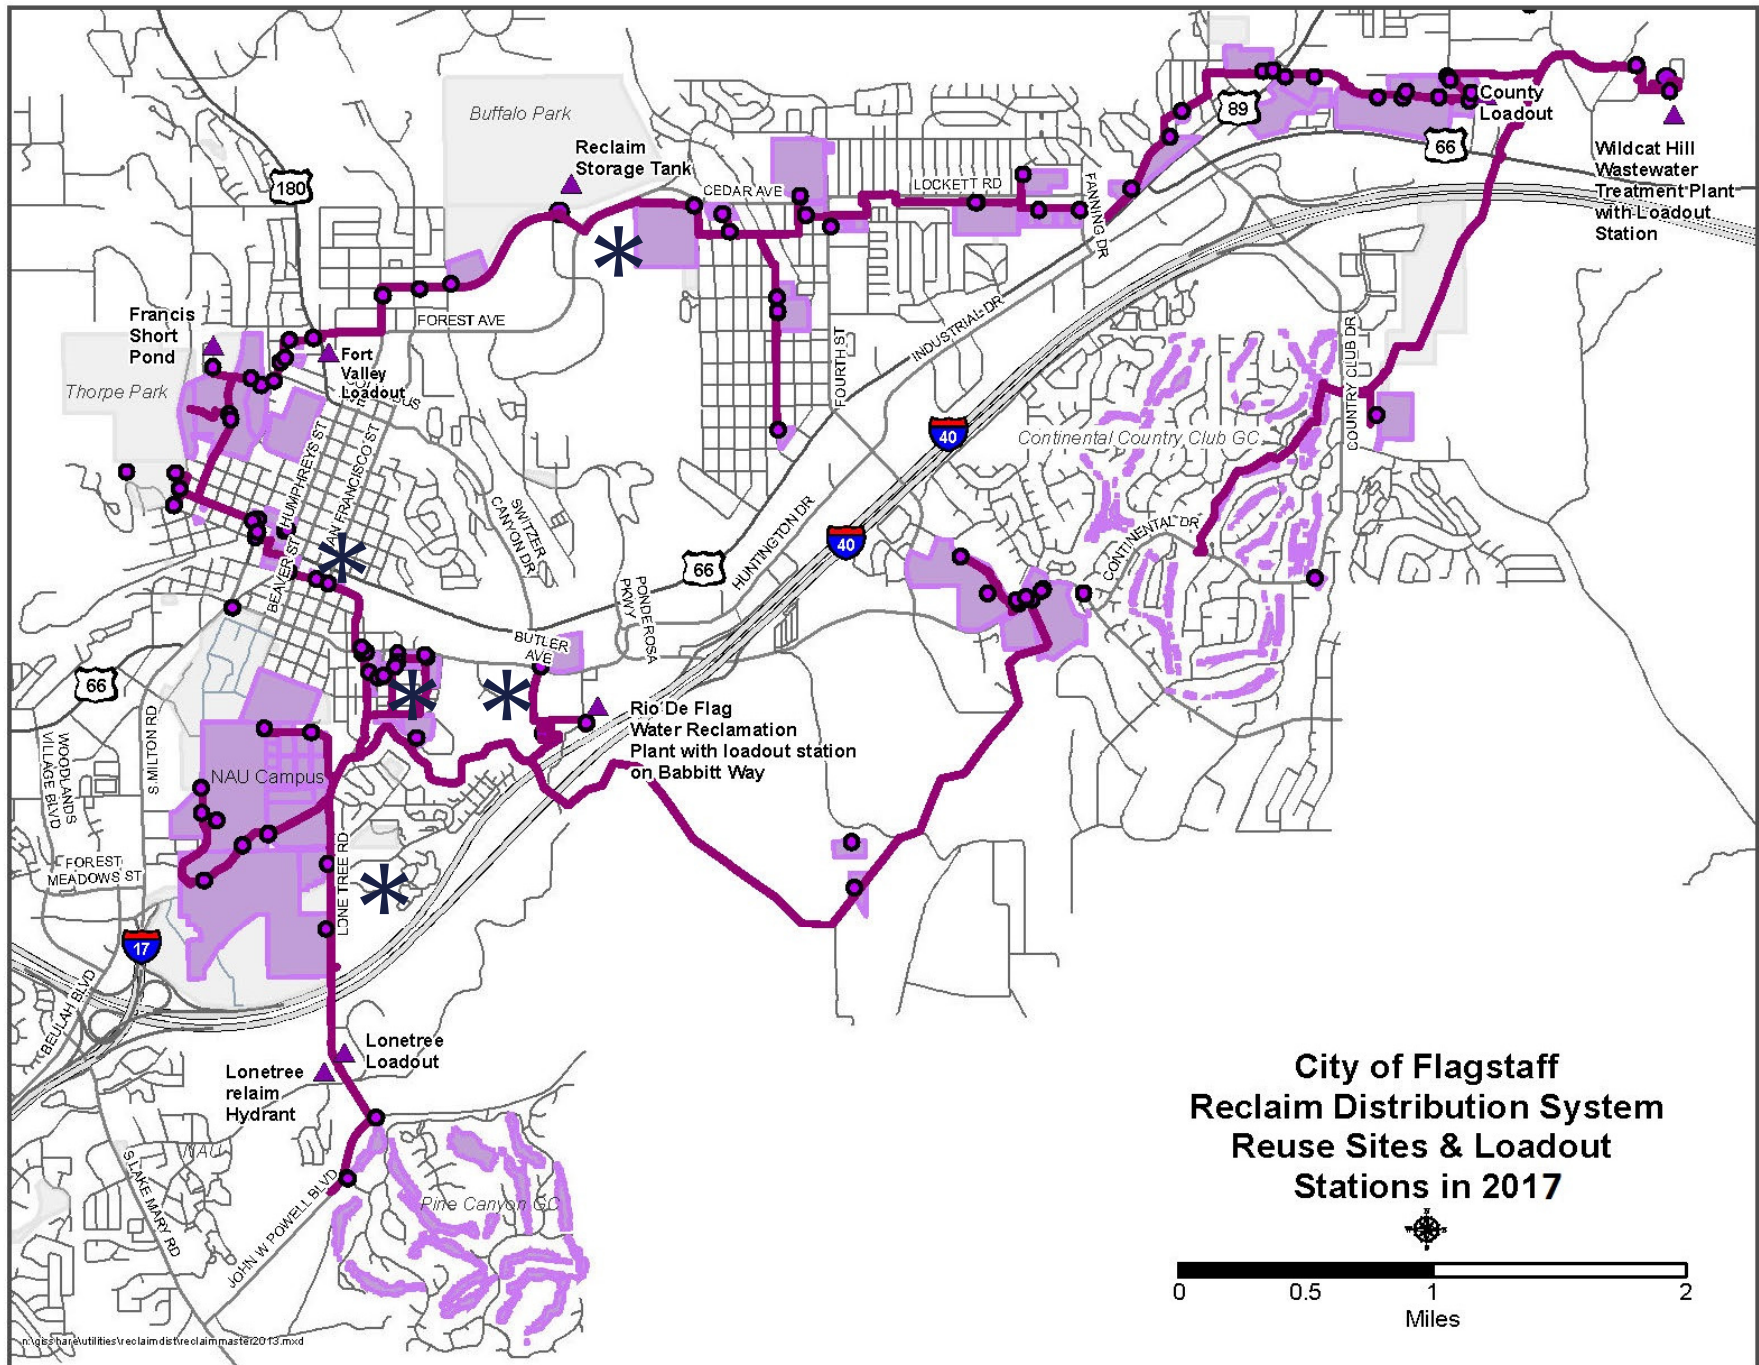 Buffalo Park
Reclaim
Storage Tank
180
CEDAR AVE
LOCKETT RD
FANNING DR
89
County
Loadout
66
Wildcat Hill
Wastewater
Treatment Plant
with Loadout
Station
Francis
Short
Pond
Thorpe Park
Fort
Valley
Loadout
FOREST AVE
FOURTH ST
INDUSTRIAL DR
COUNTRY CLUB DR
40
Continental Country Club GC
HUMPHREYS ST
SAN FRANCISCO ST
BEAVER ST
SWITZER
CANYON DR
66
HUNTINGTON DR
40
CONTINENTAL DR
PONDEROSA
PKWY
BUTLER
AVE
66
S MILTON RD
WOODLANDS
VILLAGE BLVD
NAU Campus
Rio De Flag
Water Reclamation
Plant with loadout station
on Babbitt Way
FOREST
MEADOWS ST
LONE TREE RD
17
BEULAH BLVD
Lonetree
Loadout
Lonetree
relaim
Hydrant
NAU
S LAKE MARY RD
JOHN W POWELL BLVD
Pine Canyon GC
City of Flagstaff
Reclaim Distribution System
Reuse Sites & Loadout
Stations in 2017
0 0.5 1 2
Miles
n:\gisshare\utilities\reclaimdist\reclaimmaster2013.mxd